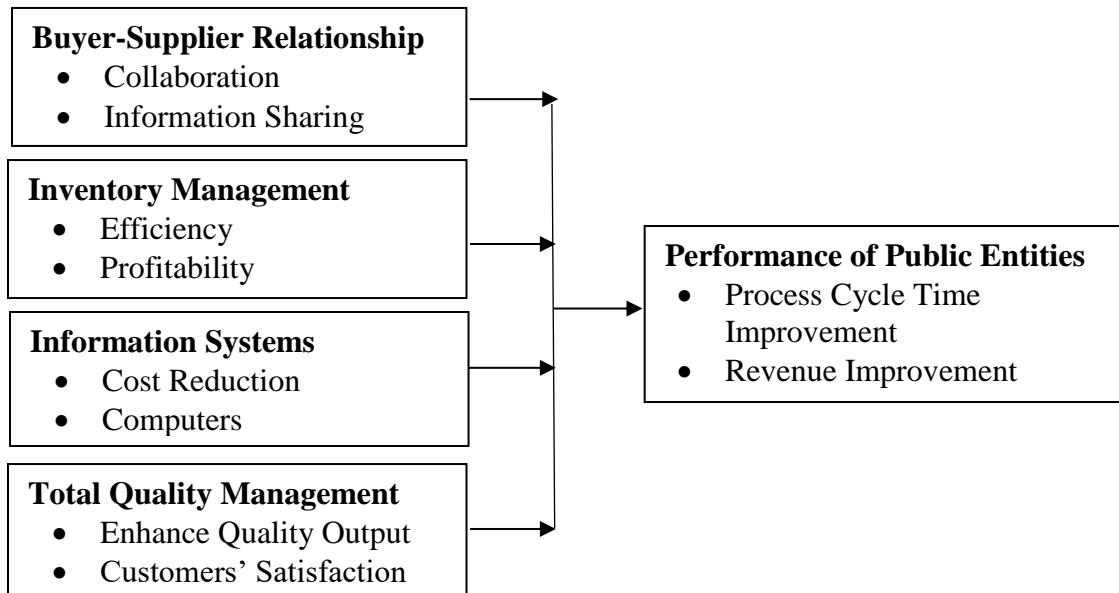 Buyer-Supplier Relationship
• Collaboration
• Information Sharing
Inventory Management
• Efficiency
• Profitability
Information Systems
• Cost Reduction
• Computers
Total Quality Management
• Enhance Quality Output
• Customers’ Satisfaction
Performance of Public Entities
• Process Cycle Time
Improvement
• Revenue Improvement